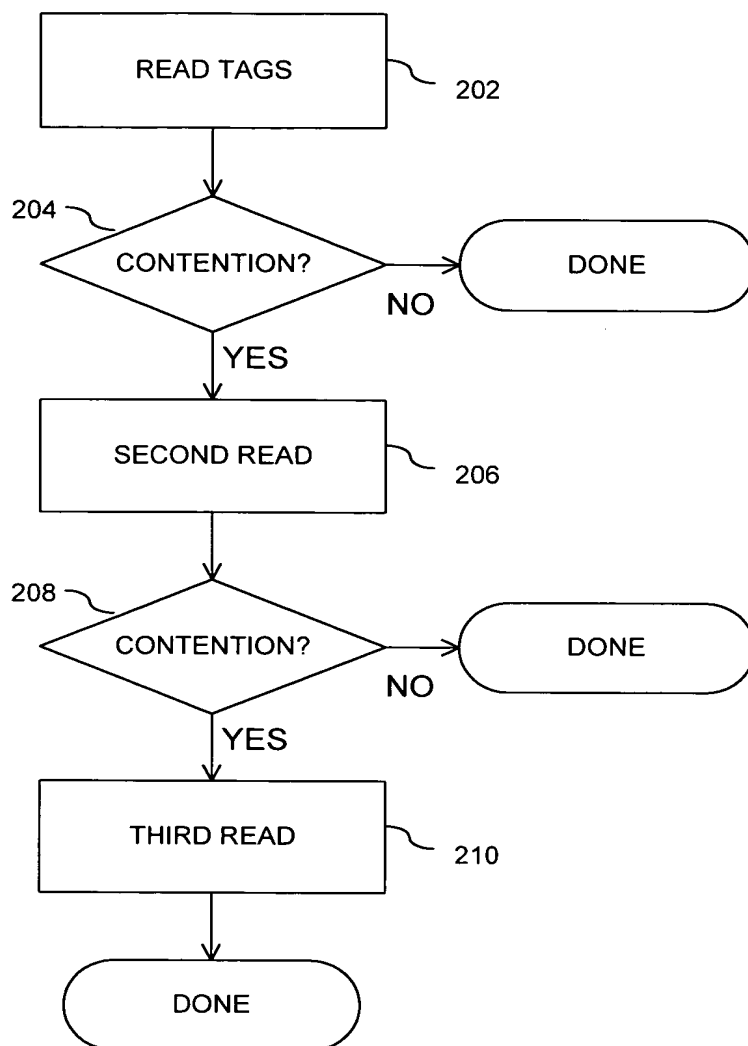 READ TAGS
202
204
CONTENTION?
DONE
NO
YES
SECOND READ
206
208
CONTENTION?
DONE
NO
YES
THIRD READ
210
DONE